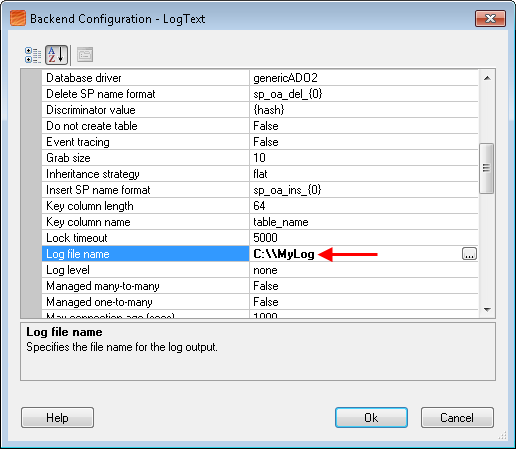 Backend Configuration - LogText
Database driver genericADO2
Delete SP name format sp_oa_del_{0}
Discriminator value {hash}
Do not create table False
Event tracing False
Grab size 10
Inheritance strategy flat
Insert SP name format sp_oa_ins_{0}
Key column length 64
Key column name table_name
Lock timeout 5000
Log file name C:\\MyLog ...
Log level none
Managed many-to-many False
Managed one-to-many False
Max connection age (secs) 1000
Log file name
Specifies the file name for the log output.
Help Ok Cancel